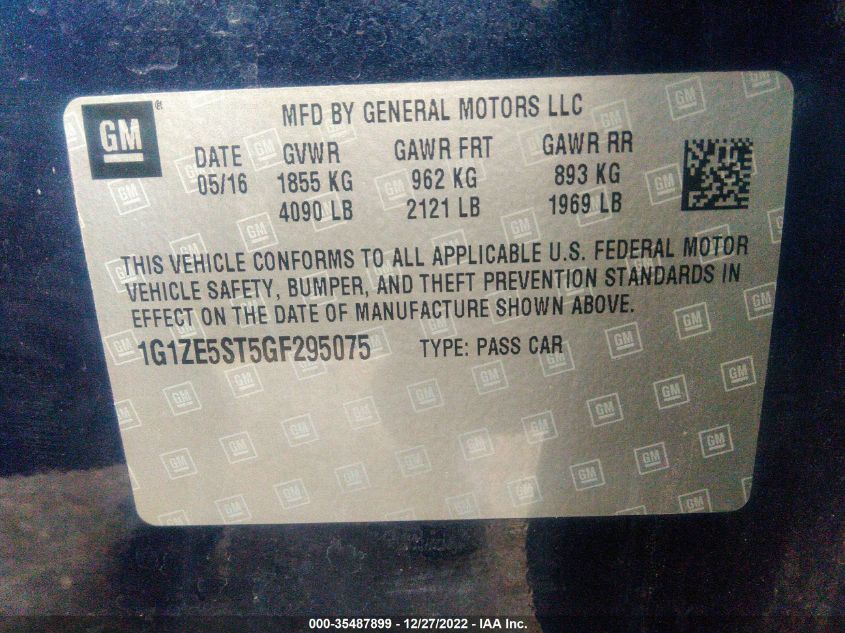 GM ® MFD BY GENERAL MOTORS LLC
DATE GVWR GAWR FRT GAWR RR
05/16 1855 KG 962 KG 893 KG
4090 LB 2121 LB 1969 LB
THIS VEHICLE CONFORMS TO ALL APPLICABLE U.S. FEDERAL MOTOR
VEHICLE SAFETY, BUMPER, AND THEFT PREVENTION STANDARDS IN
EFFECT ON THE DATE OF MANUFACTURE SHOWN ABOVE.
1G1ZE5ST5GF295075 TYPE: PASS CAR
000-35487899 - 12/27/2022 - IAA Inc.